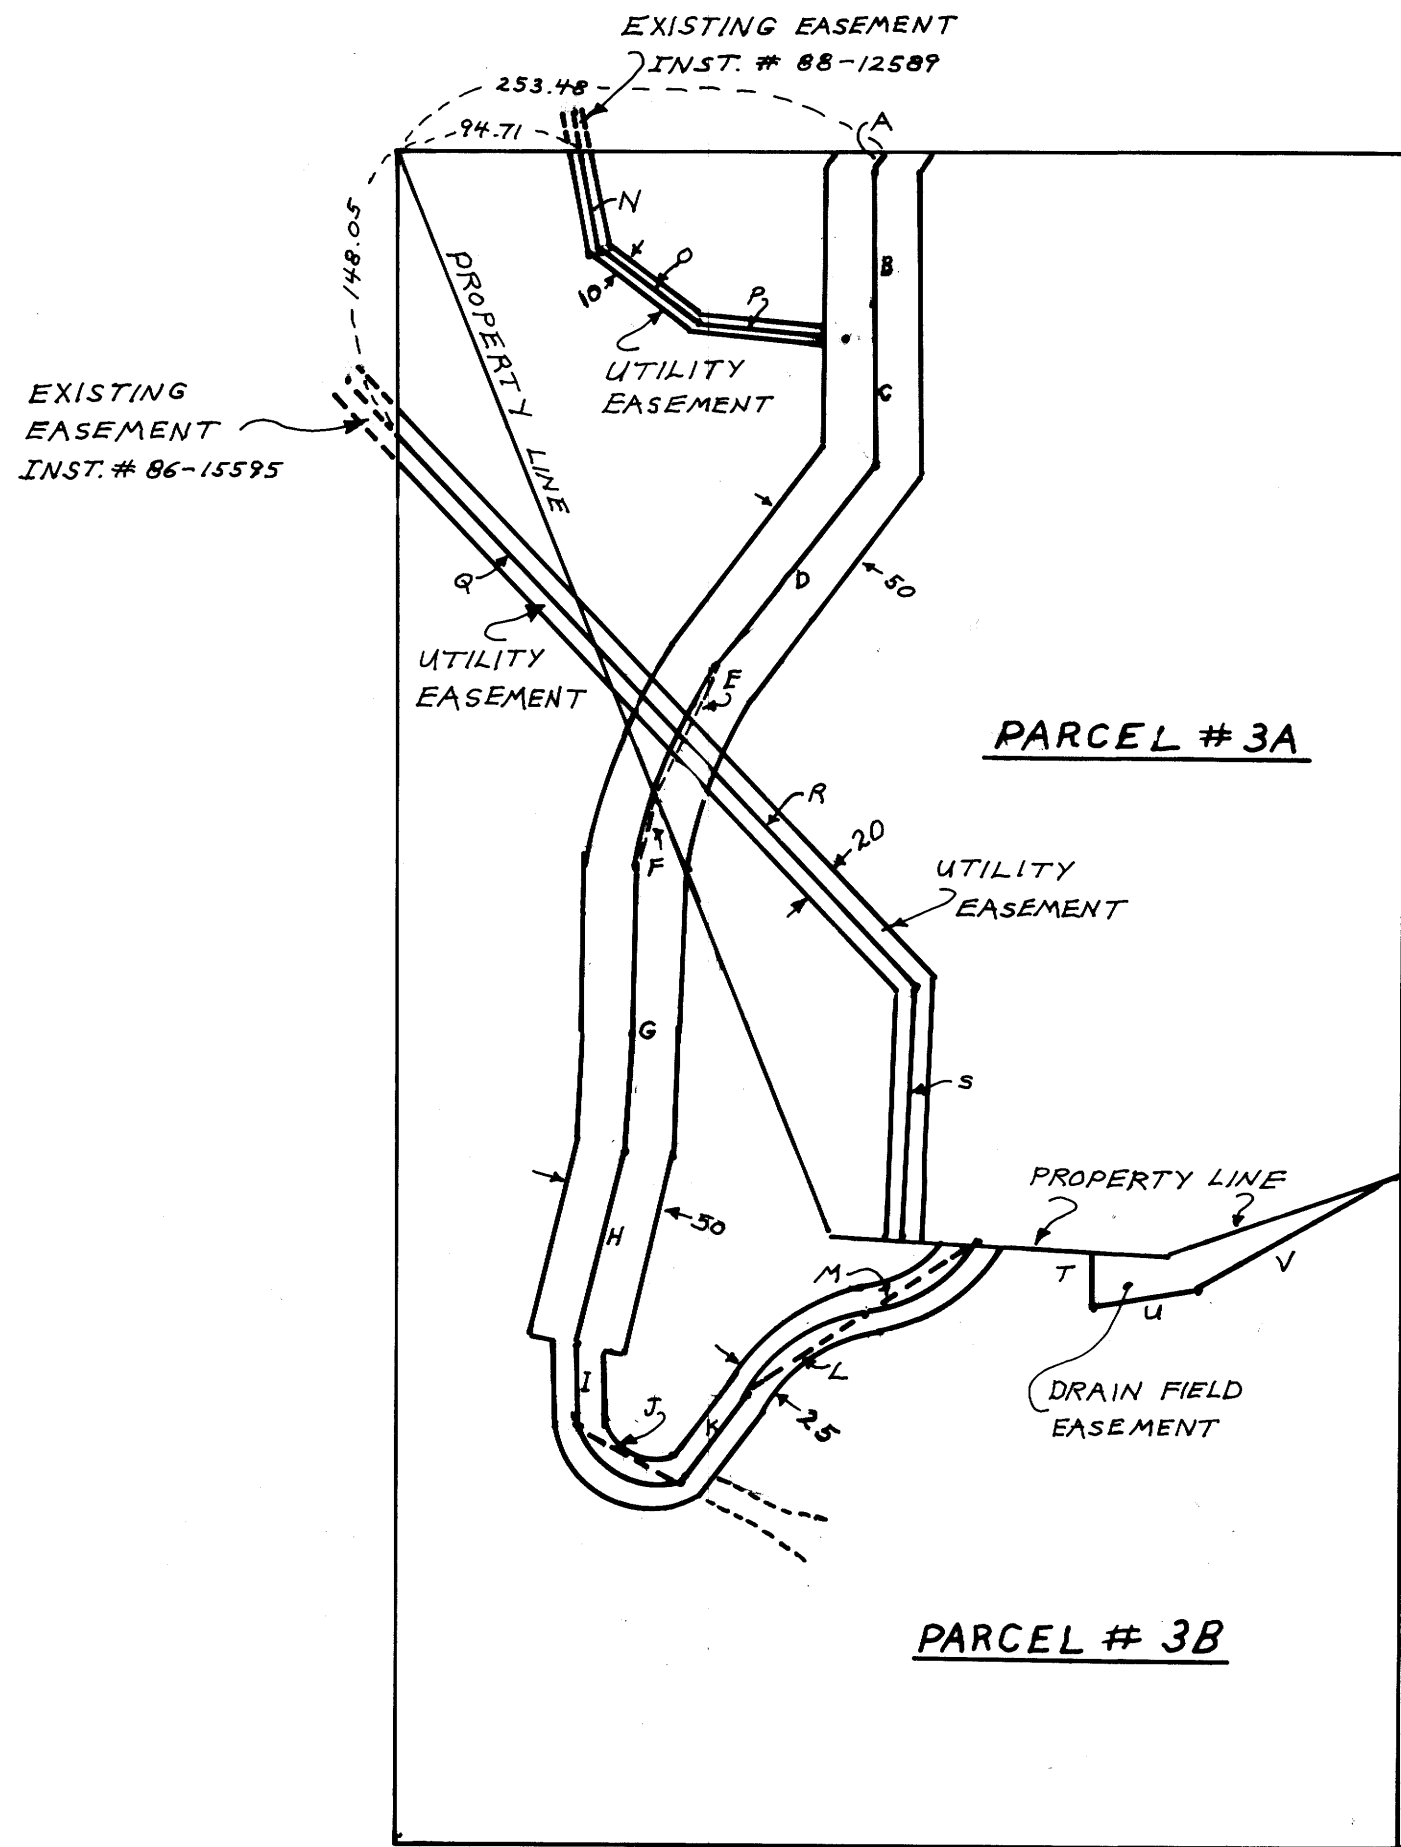 EXISTING EASEMENT
INST. # 88-12589
253.48
94.71
A
148.05
N
PROPERTY LINE
O
B
10
P
UTILITY
EASEMENT
C
EXISTING
EASEMENT
INST. # 86-15595
Q
D
50
UTILITY
EASEMENT
E
PARCEL # 3A
R
20
F
UTILITY
EASEMENT
G
S
PROPERTY LINE
50
H
M
T
V
U
I
L
J
K
25
DRAIN FIELD
EASEMENT
PARCEL # 3B